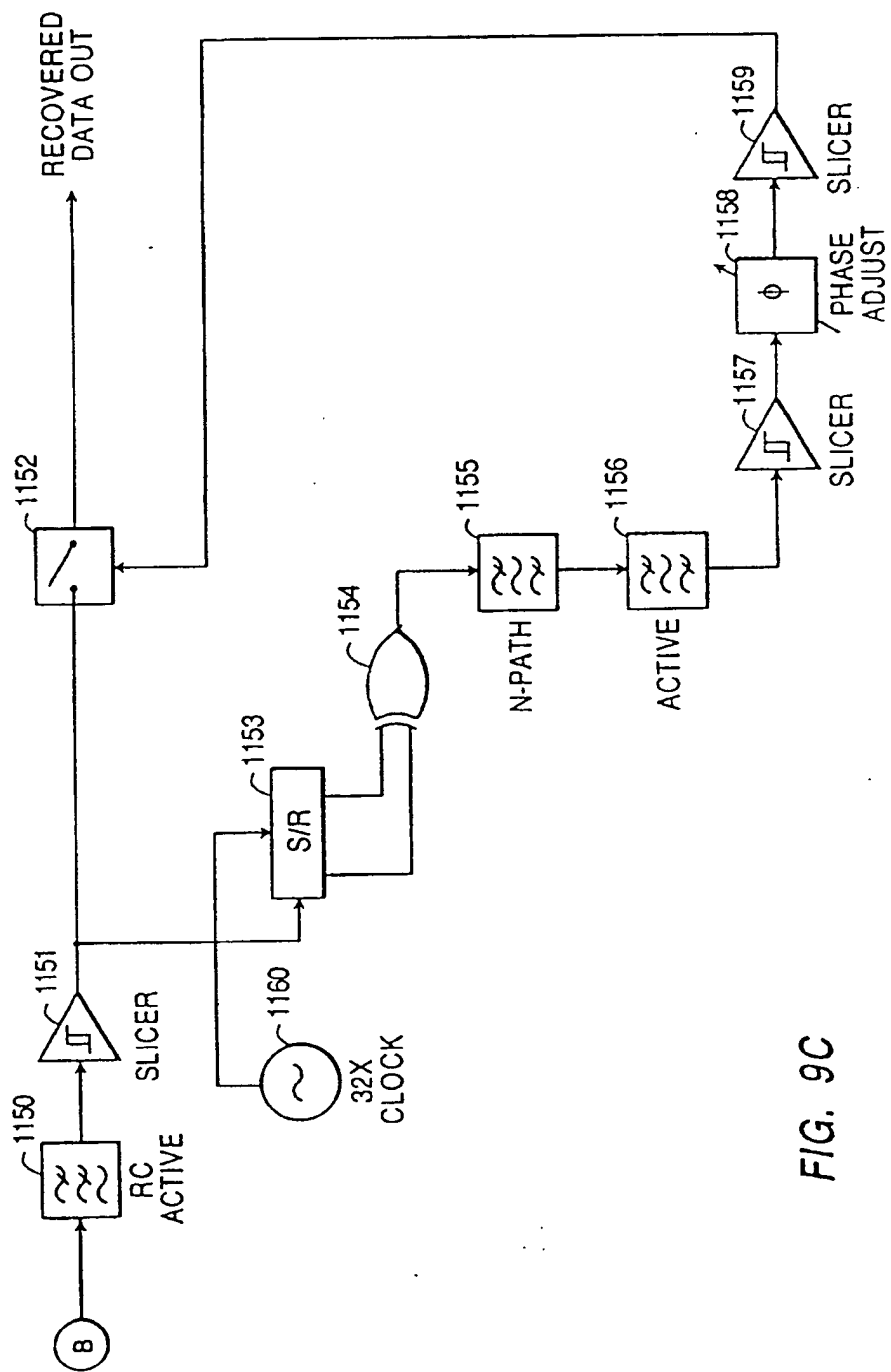 B
1150
RC
ACTIVE
1151
SLICER
1152
RECOVERED
DATA OUT
1160
32X
CLOCK
1153
S/R
1154
1155
N-PATH
1156
ACTIVE
1157
SLICER
1158
ϕ
PHASE
ADJUST
1159
SLICER
FIG. 9C